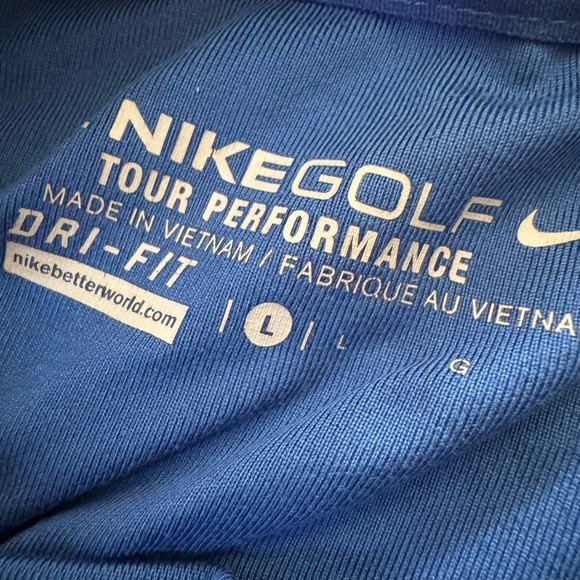 NIKEGOLF
TOUR PERFORMANCE
MADE IN VIETNAM / FABRIQUE AU VIETNA
DRI-FIT
nikebetterworld.com
| L | L G